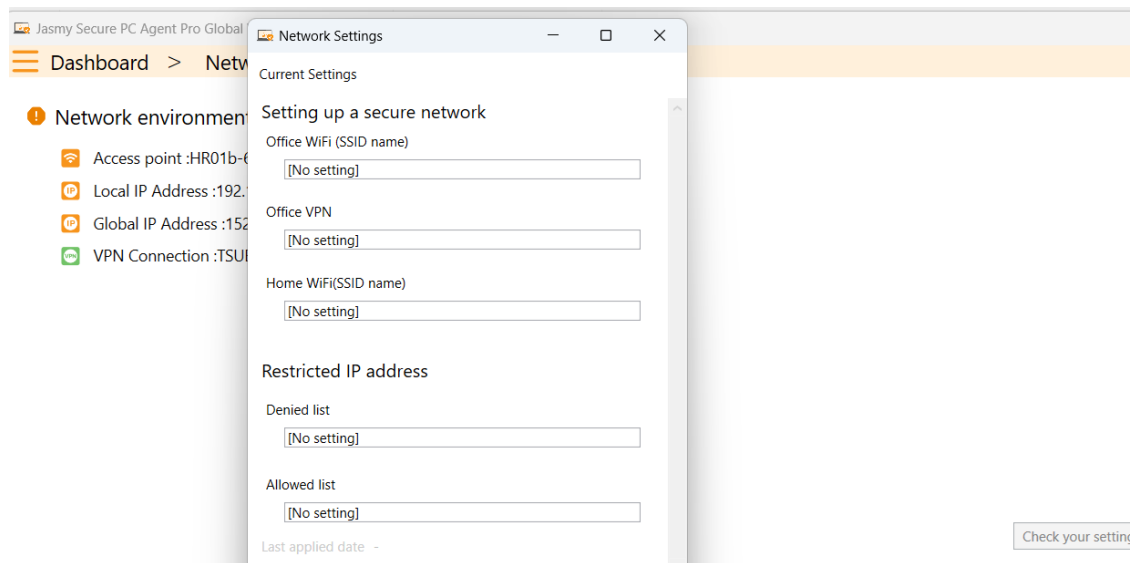 Jasmy Secure PC Agent Pro Global
Network Settings
Dashboard > Netw
Current Settings
Setting up a secure network
Network environmen
Office WiFi (SSID name)
Access point :HR01b-6
[No setting]
Local IP Address :192.
Office VPN
Global IP Address :152
[No setting]
VPN Connection :TSU
Home WiFi(SSID name)
[No setting]
Restricted IP address
Denied list
[No setting]
Allowed list
[No setting]
Last applied date -
Check your setting